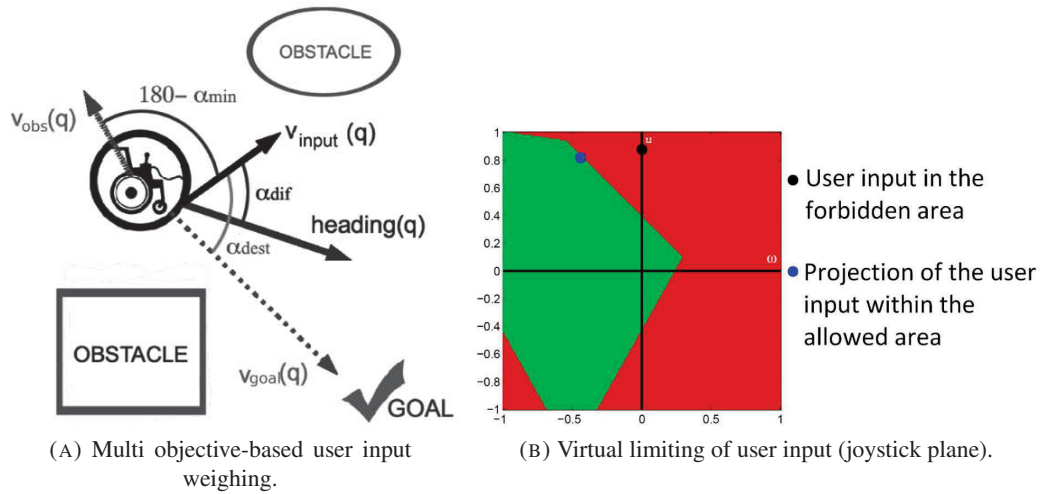 OBSTACLE
180− αmin
vobs(q)
vinput (q)
αdif
heading(q)
αdest
OBSTACLE
vgoal(q)
GOAL
(A) Multi objective-based user input
weighing.
1
0.8
0.6
0.4
0.2
0
−0.2
−0.4
−0.6
−0.8
−1
−1
−0.5
0
0.5
1
u
ω
User input in the
forbidden area
Projection of the user
input within the
allowed area
(B) Virtual limiting of user input (joystick plane).